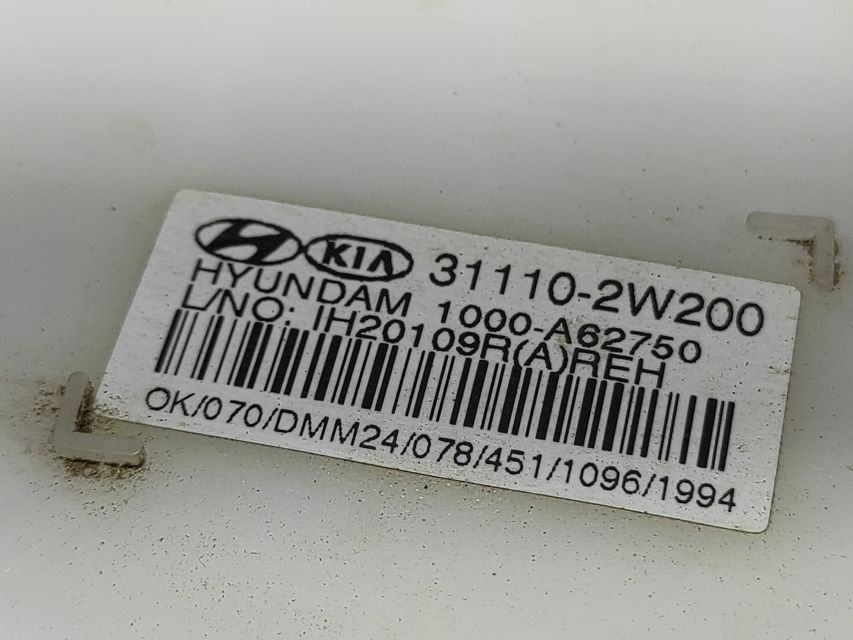 KIA 31110-2W200
HYUNDAM 1000-A62750
L/NO: IH20109R(A)REH
OK/070/DMM24/078/451/1096/1994